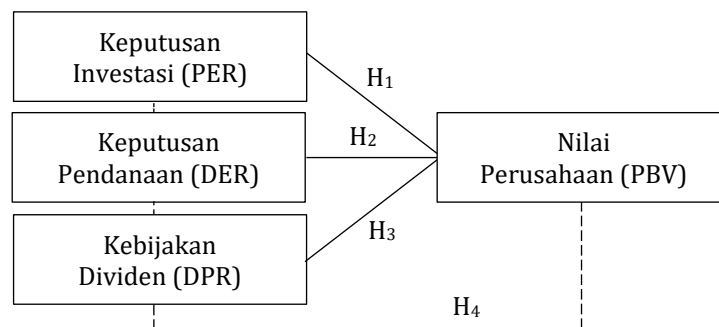 Keputusan
Investasi (PER)
H1
Keputusan
Pendanaan (DER)
H2
Nilai
Perusahaan (PBV)
Kebijakan
Dividen (DPR)
H3
H4